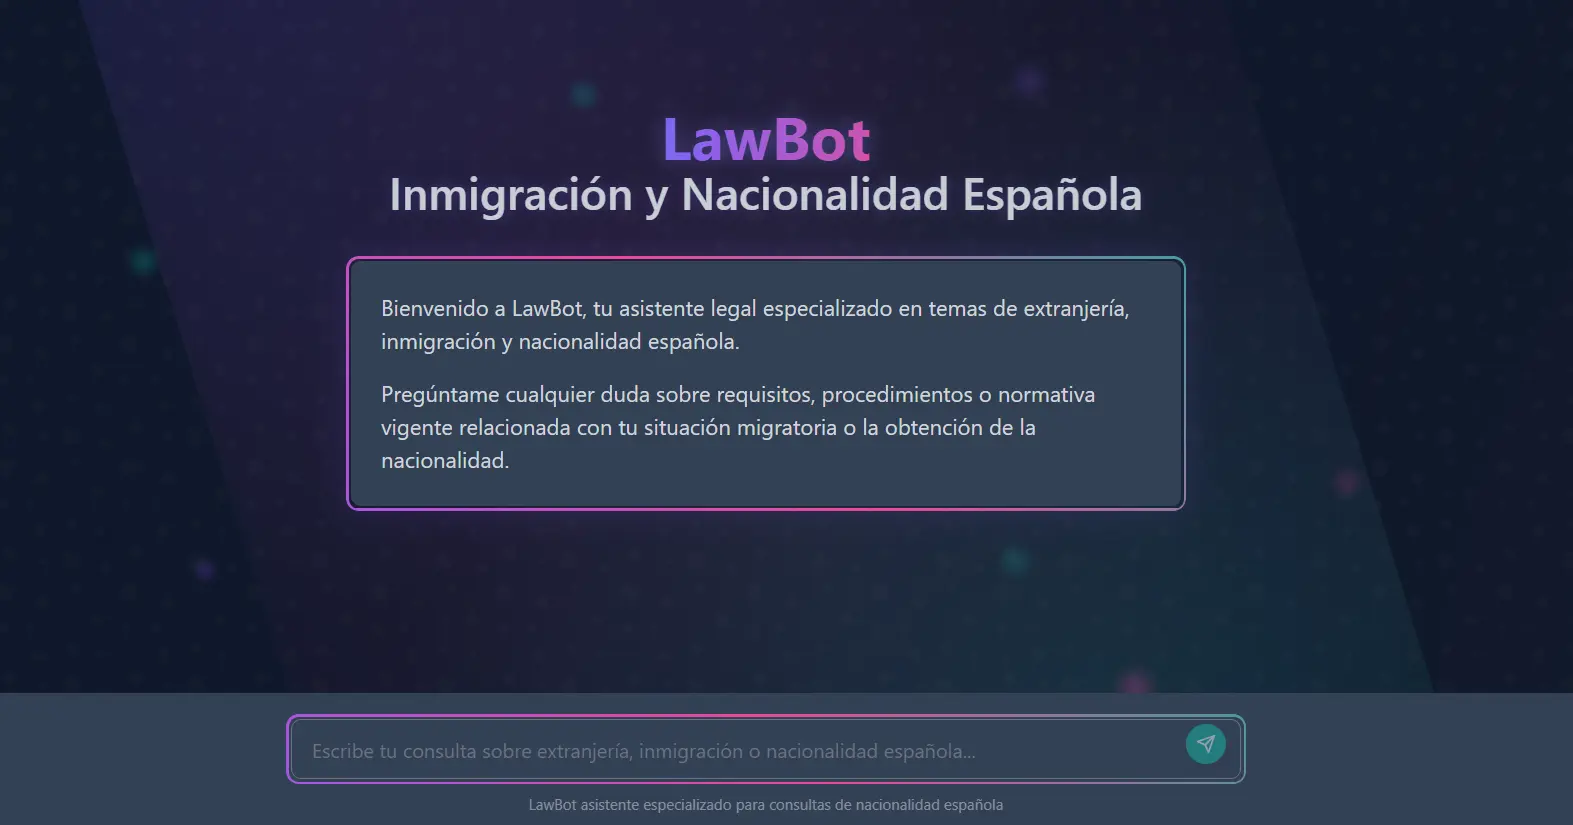 LawBot
Inmigración y Nacionalidad Española
Bienvenido a LawBot, tu asistente legal especializado en temas de extranjería,
inmigración y nacionalidad española.
Pregúntame cualquier duda sobre requisitos, procedimientos o normativa
vigente relacionada con tu situación migratoria o la obtención de la
nacionalidad.
Escribe tu consulta sobre extranjería, inmigración o nacionalidad española...
LawBot asistente especializado para consultas de nacionalidad española